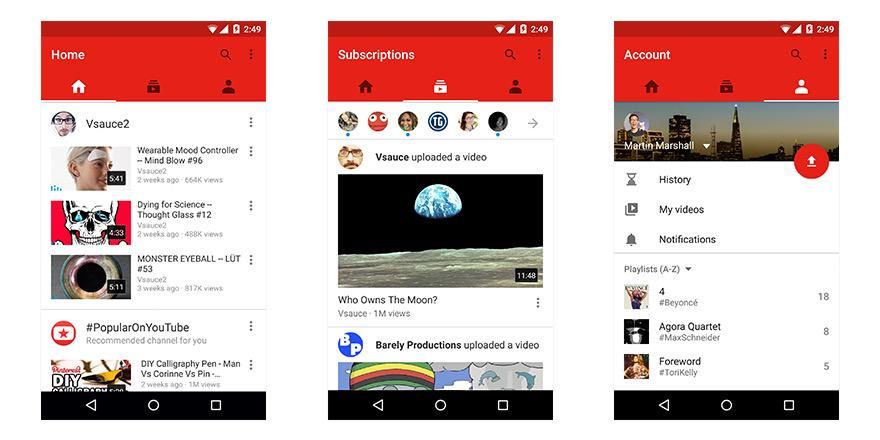 2:49
Home
Vsauce2
Wearable Mood Controller
-- Mind Blow #96
Vsauce2
2 weeks ago · 664K views
5:41
Dying for Science --
Thought Glass #12
Vsauce2
2 weeks ago · 488K views
4:33
MONSTER EYEBALL -- LÜT
#53
Vsauce2
3 weeks ago · 817K views
5:11
#PopularOnYouTube
Recommended channel for you
DIY Calligraphy Pen - Man
Vs Corinne Vs Pin -...
2 weeks ago · 1M views
Pinterest
DIY
2:49
Subscriptions
TG
Vsauce uploaded a video
11:48
Who Owns The Moon?
Vsauce · 1M views
BP
Barely Productions uploaded a video
2:49
Account
Martin Marshall
History
My videos
Notifications
Playlists (A-Z)
4
#Beyoncé
18
Agora Quartet
#MaxSchneider
8
Foreword
#ToriKelly
5